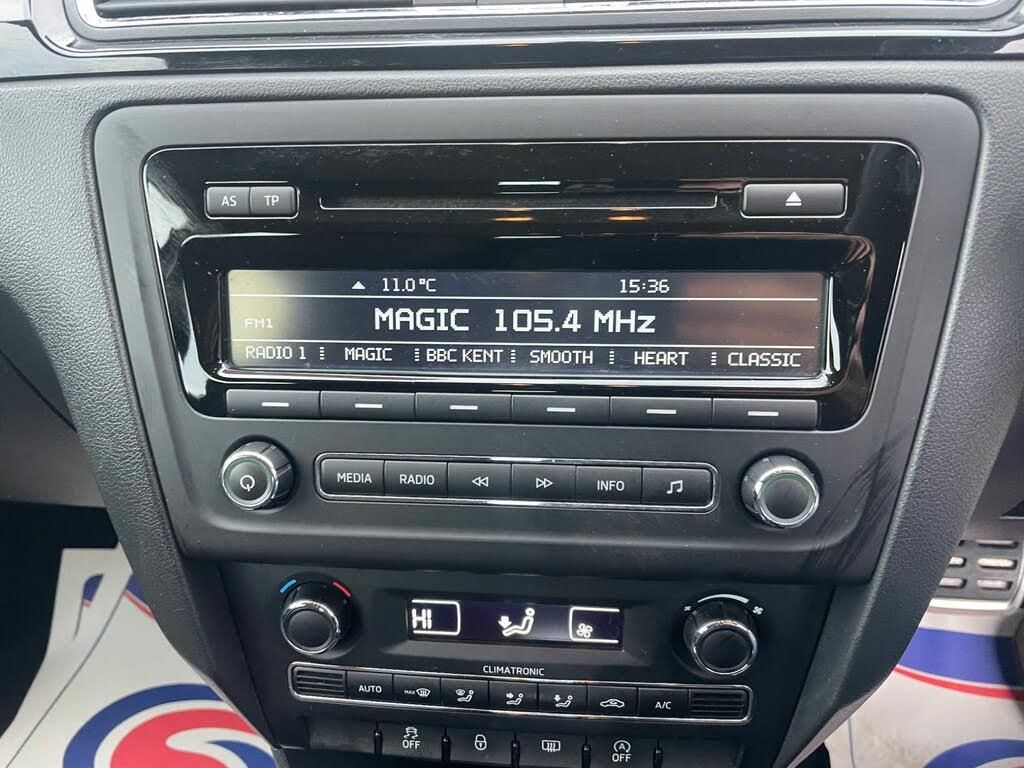 AS TP
11.0°C 15:36
FM1 MAGIC 105.4 MHz
RADIO 1 MAGIC BBC KENT SMOOTH HEART CLASSIC
MEDIA RADIO INFO
HI
CLIMATRONIC
AUTO MAX A/C
OFF OFF